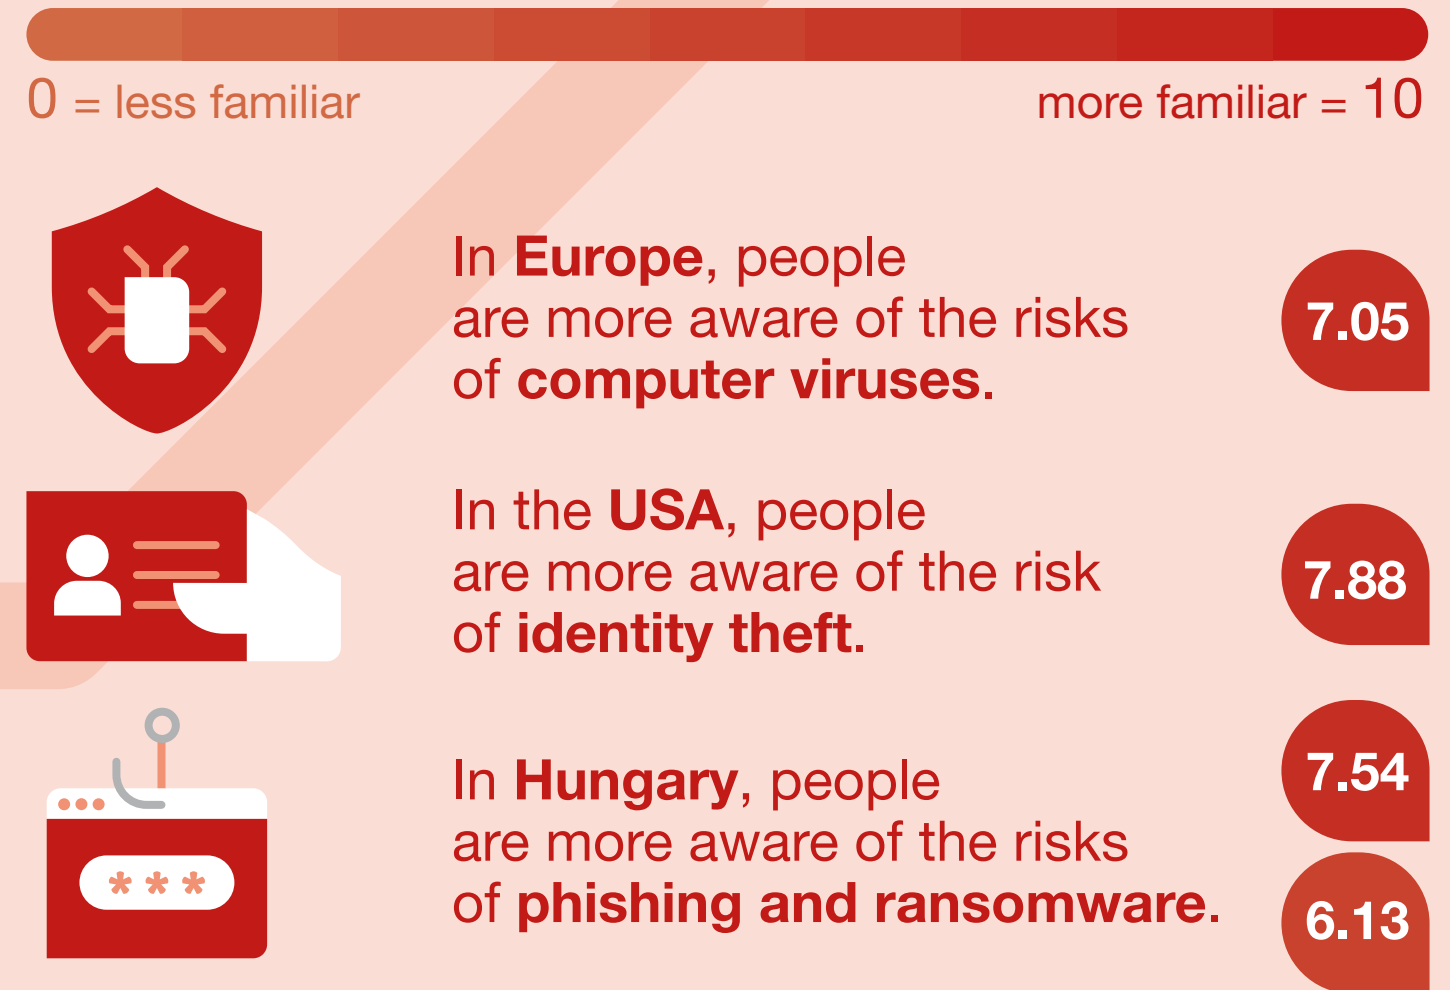 0 = less familiar
more familiar = 10
In Europe, people
are more aware of the risks
of computer viruses.
7.05
In the USA, people
are more aware of the risk
of identity theft.
7.88
In Hungary, people
are more aware of the risks
of phishing and ransomware.
7.54
6.13
***